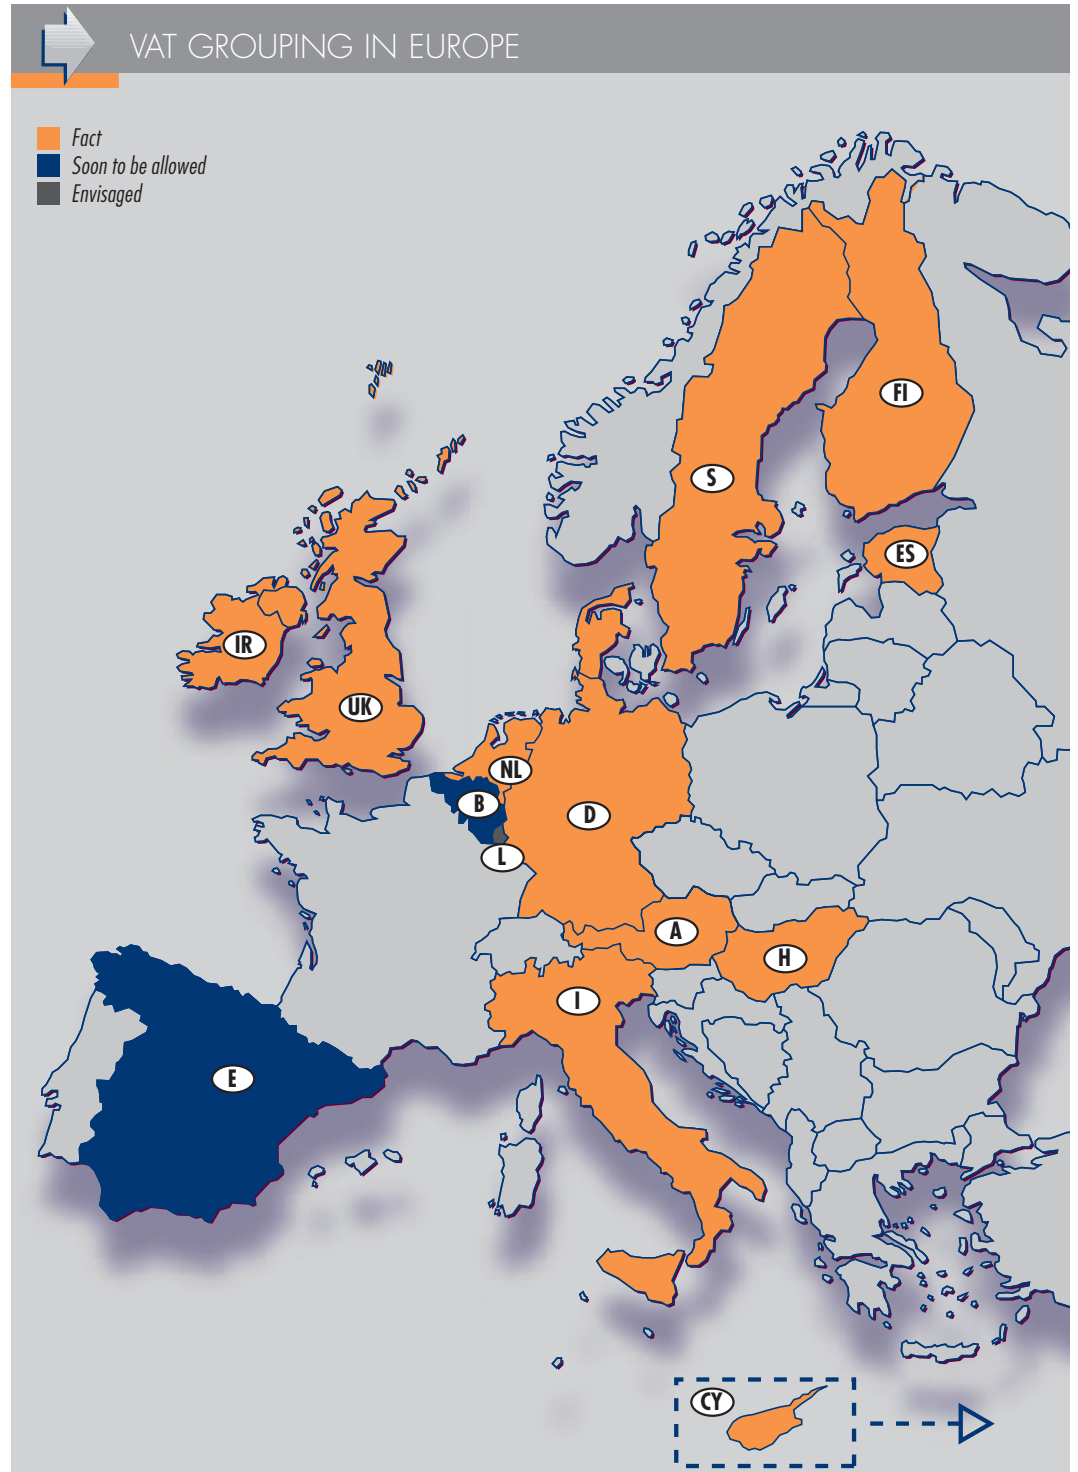 VAT GROUPING IN EUROPE
Fact
Soon to be allowed
Envisaged
FI
S
ES
IR
UK
NL
B
D
L
A
H
I
E
CY